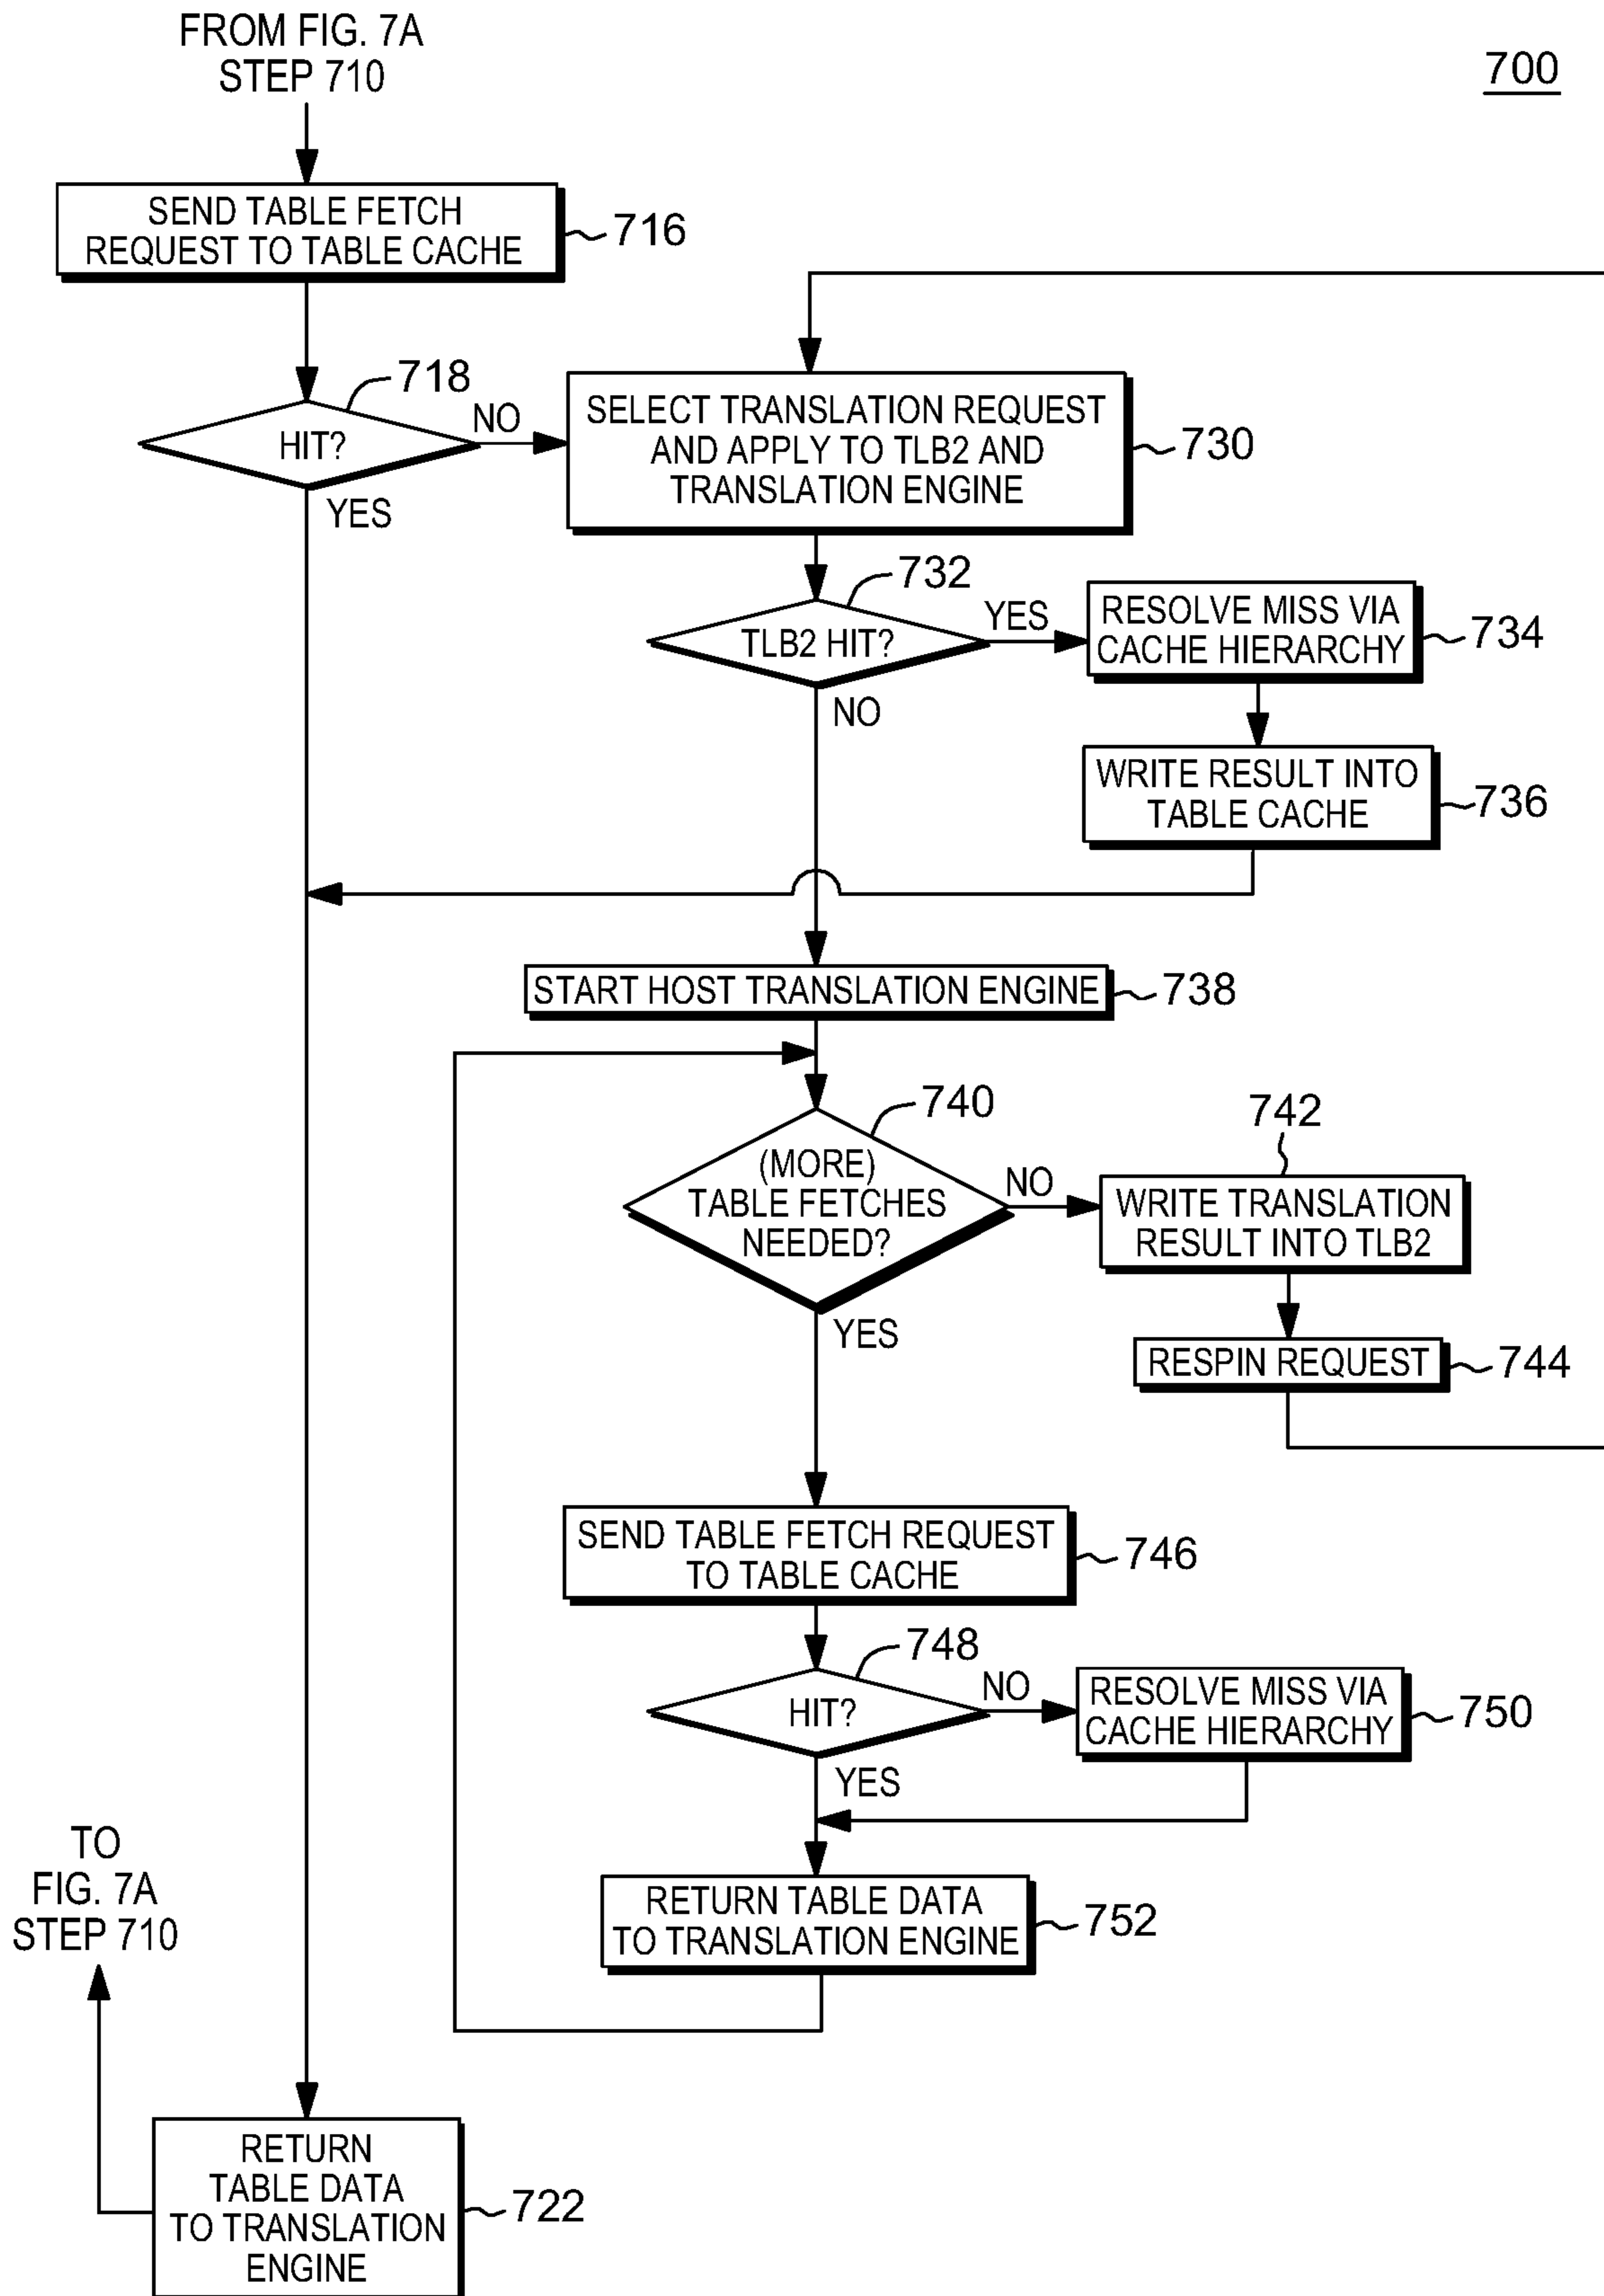 FROM FIG. 7A
STEP 710
700
SEND TABLE FETCH
REQUEST TO TABLE CACHE
716
718
HIT?
NO
YES
SELECT TRANSLATION REQUEST
AND APPLY TO TLB2 AND
TRANSLATION ENGINE
730
732
TLB2 HIT?
YES
NO
RESOLVE MISS VIA
CACHE HIERARCHY
734
WRITE RESULT INTO
TABLE CACHE
736
START HOST TRANSLATION ENGINE
738
740
(MORE)
TABLE FETCHES
NEEDED?
NO
YES
742
WRITE TRANSLATION
RESULT INTO TLB2
RESPIN REQUEST
744
SEND TABLE FETCH REQUEST
TO TABLE CACHE
746
748
HIT?
NO
YES
RESOLVE MISS VIA
CACHE HIERARCHY
750
RETURN TABLE DATA
TO TRANSLATION ENGINE
752
TO
FIG. 7A
STEP 710
RETURN
TABLE DATA
TO TRANSLATION
ENGINE
722